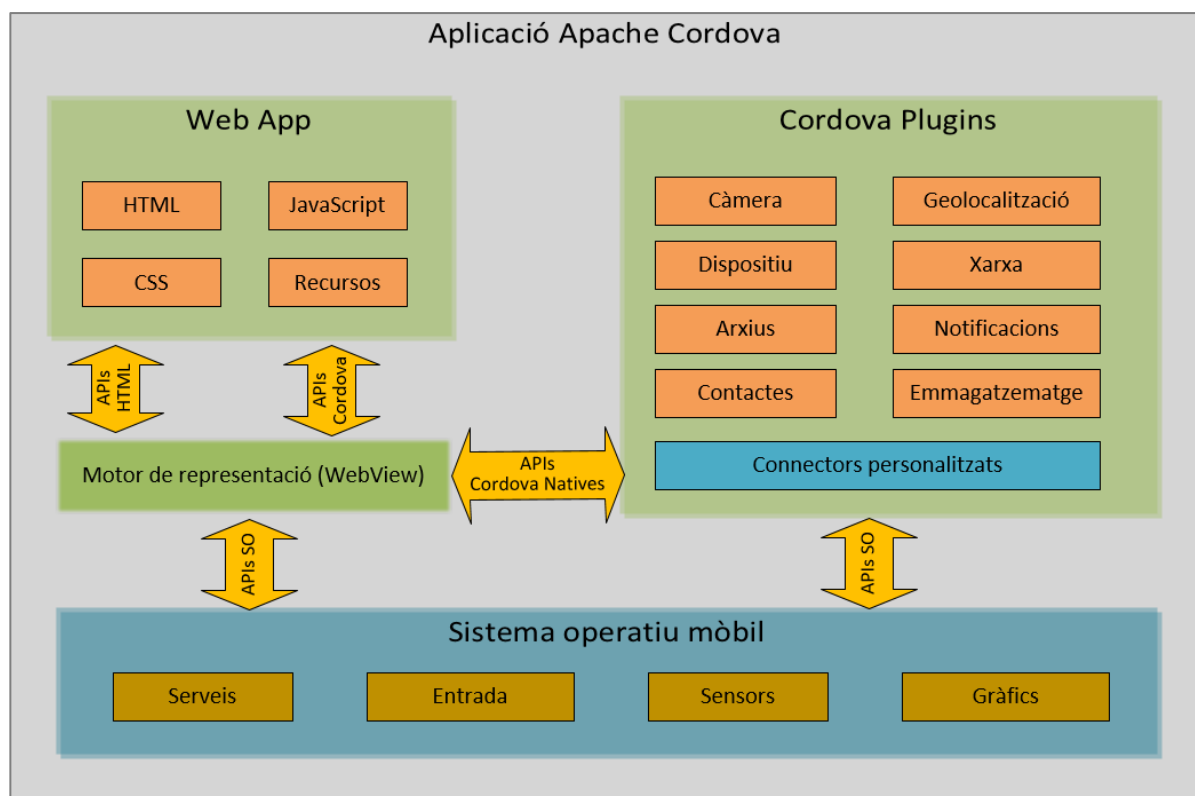 Aplicació Apache Cordova
Web App
HTML
JavaScript
CSS
Recursos
Cordova Plugins
Càmera
Geolocalització
Dispositiu
Xarxa
Arxius
Notificacions
Contactes
Emmagatzematge
Connectors personalitzats
APIs
HTML
APIs
Cordova
Motor de representació (WebView)
APIs
Cordova Natives
APIs SO
APIs SO
Sistema operatiu mòbil
Serveis
Entrada
Sensors
Gràfics